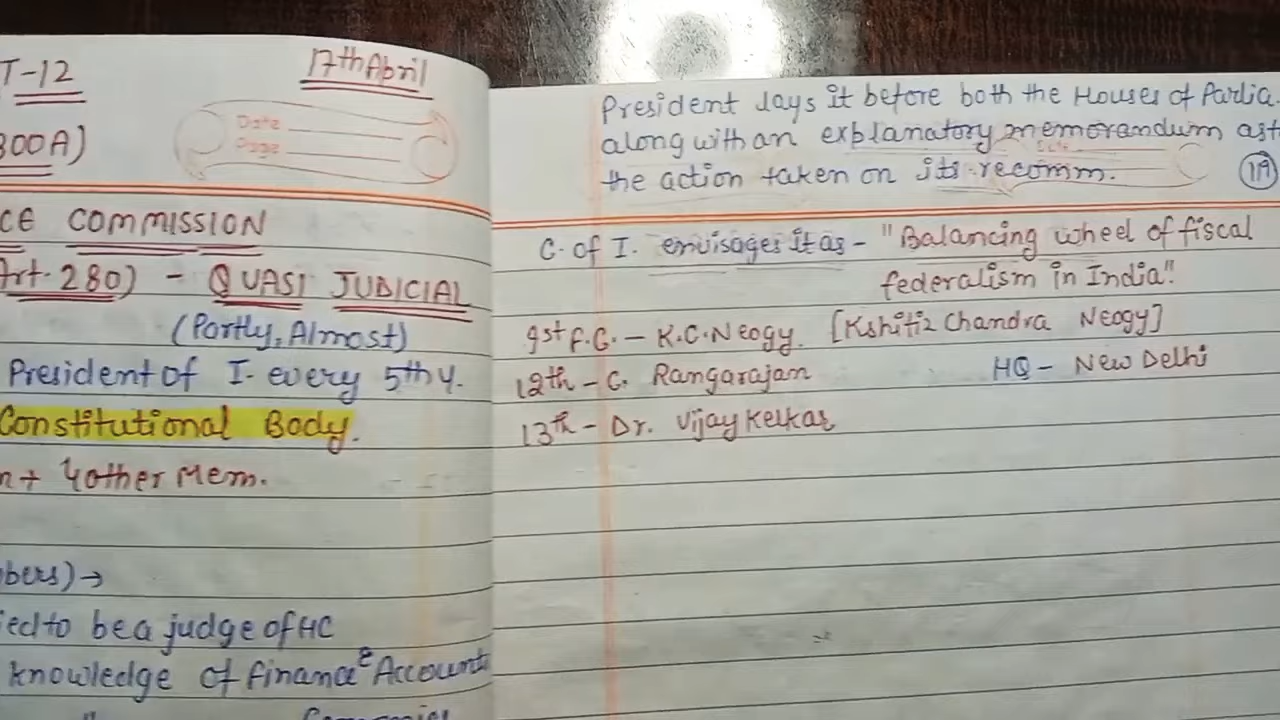 T-12
17th April
300A)
Date
Page
CE COMMISSION
Art. 280) - QUASI JUDICIAL
(Partly, Almost)
President of I. every 5th y.
Constitutional Body.
n + 4 other Mem.
bers) →
ied to be a judge of HC
knowledge of finance & Accounts
President lays it before both the Houses of Parlia.
along with an explanatory memorandum as t
the action taken on its recomm.
C. of I. envisages it as - "Balancing wheel of fiscal
federalism in India"
1st F.C. - K.C. Neogy. [Kshitiz Chandra Neogy]
12th - C. Rangarajan
HQ - New Delhi
13th - Dr. Vijay Kelkar